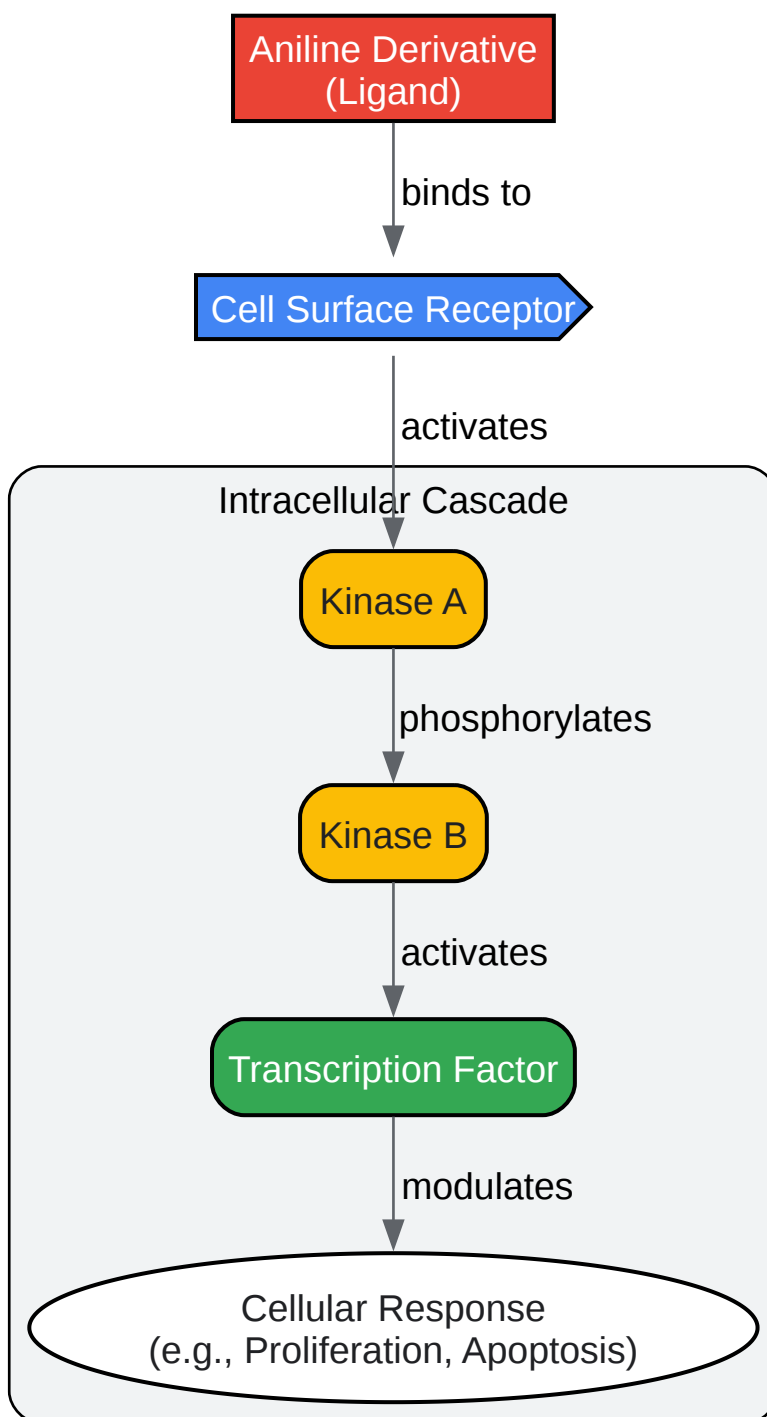 Aniline Derivative
(Ligand)
binds to
Cell Surface Receptor
activates
Intracellular Cascade
Kinase A
phosphorylates
Kinase B
activates
Transcription Factor
modulates
Cellular Response
(e.g., Proliferation, Apoptosis)